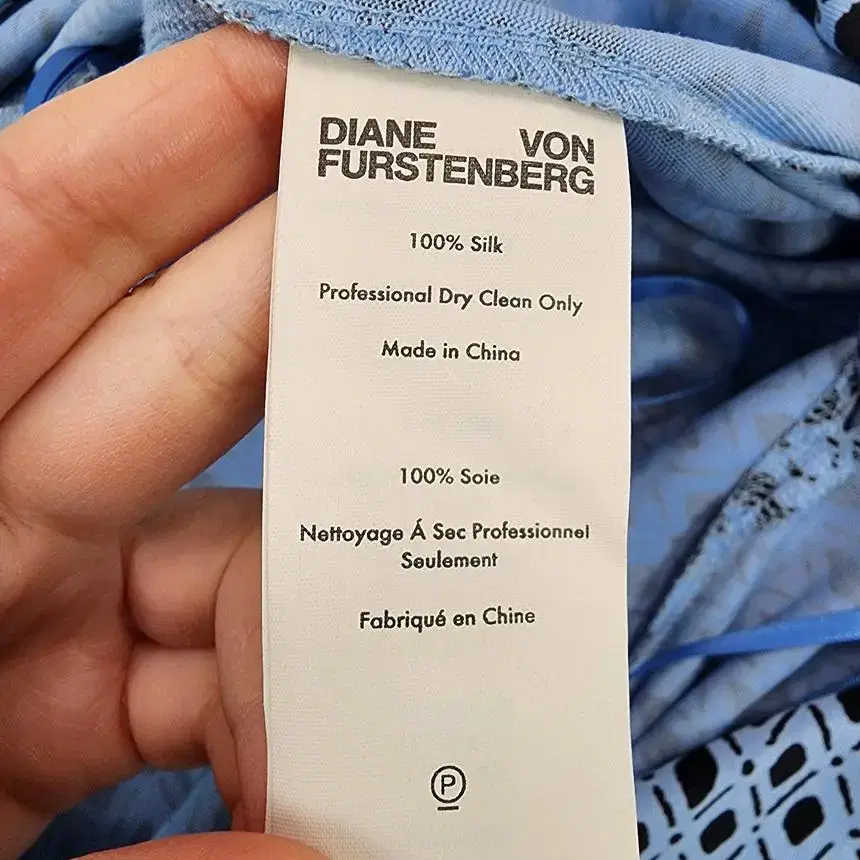 DIANE VON
FURSTENBERG
100% Silk
Professional Dry Clean Only
Made in China
100% Soie
Nettoyage Á Sec Professionnel
Seulement
Fabriqué en Chine
P